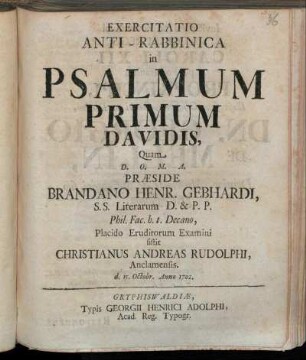 EXERCITATIO
ANTI-RABBINICA
in
PSALMUM
PRIMUM
DAVIDIS,
Quam
D. O. M. A.
PRÆSIDE
BRANDANO HENR. GEBHARDI,
S.S. Literarum D. & P. P.
Phil. Fac. h. t. Decano,
Placido Eruditorum Examini
sistit
CHRISTIANUS ANDREAS RUDOLPHI,
Anclamensis.
d. 11. Octobr. Anno 1702.
GRYPHISWALDIÆ,
Typis GEORGII HENRICI ADOLPHI,
Acad. Reg. Typogr.